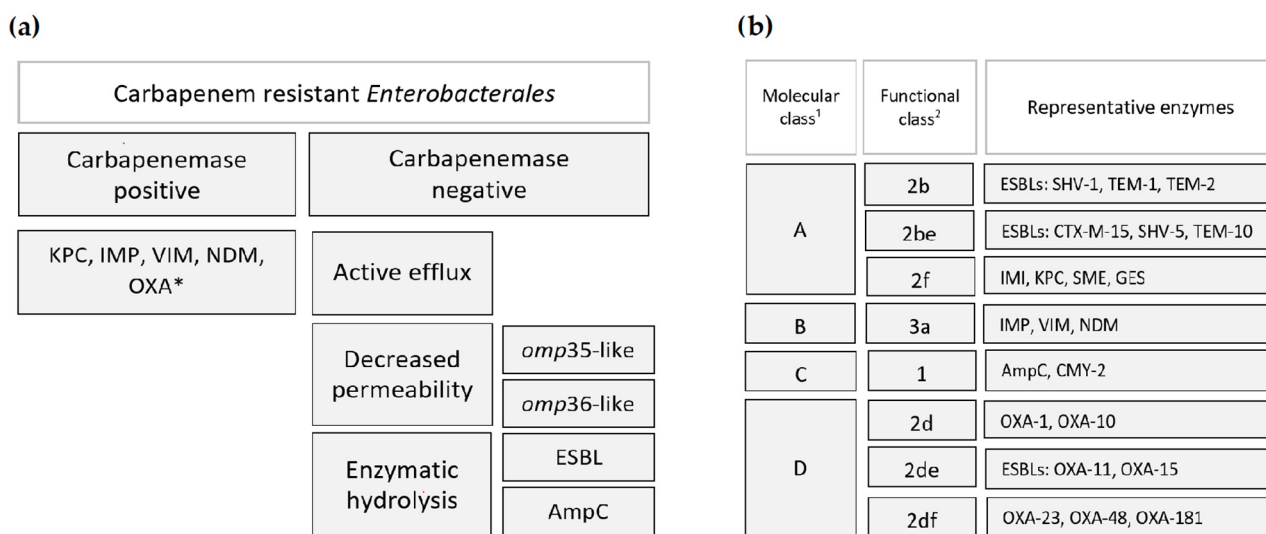 (a)
Carbapenem resistant Enterobacterales
Carbapenemase
positive
Carbapenemase
negative
KPC, IMP, VIM, NDM,
OXA*
Active efflux
Decreased
permeability
omp35-like
omp36-like
Enzymatic
hydrolysis
ESBL
AmpC
(b)
Molecular
class¹
Functional
class²
Representative enzymes
A
2b
ESBLs: SHV-1, TEM-1, TEM-2
2be
ESBLs: CTX-M-15, SHV-5, TEM-10
2f
IMI, KPC, SME, GES
B
3a
IMP, VIM, NDM
C
1
AmpC, CMY-2
D
2d
OXA-1, OXA-10
2de
ESBLs: OXA-11, OXA-15
2df
OXA-23, OXA-48, OXA-181